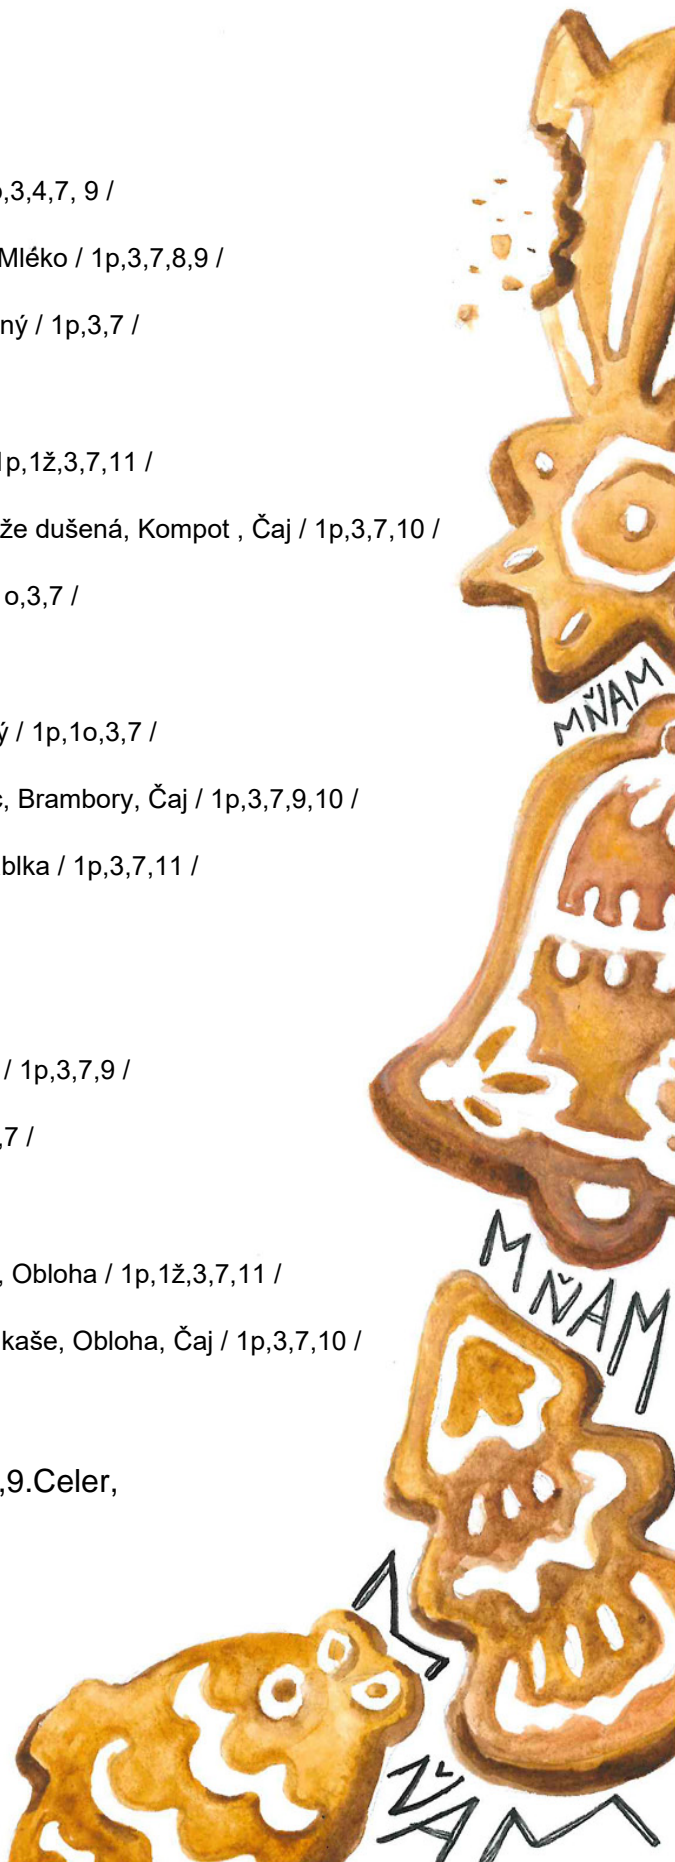 ,3,4,7, 9 /
Mléko / 1p,3,7,8,9 /
ný / 1p,3,7 /
p,1ž,3,7,11 /
že dušená, Kompot , Čaj / 1p,3,7,10 /
o,3,7 /
MŇAM
ý / 1p,1o,3,7 /
, Brambory, Čaj / 1p,3,7,9,10 /
blka / 1p,3,7,11 /
/ 1p,3,7,9 /
,7 /
MŇAM
, Obloha / 1p,1ž,3,7,11 /
kaše, Obloha, Čaj / 1p,3,7,10 /
,9.Celer,
MŇAM